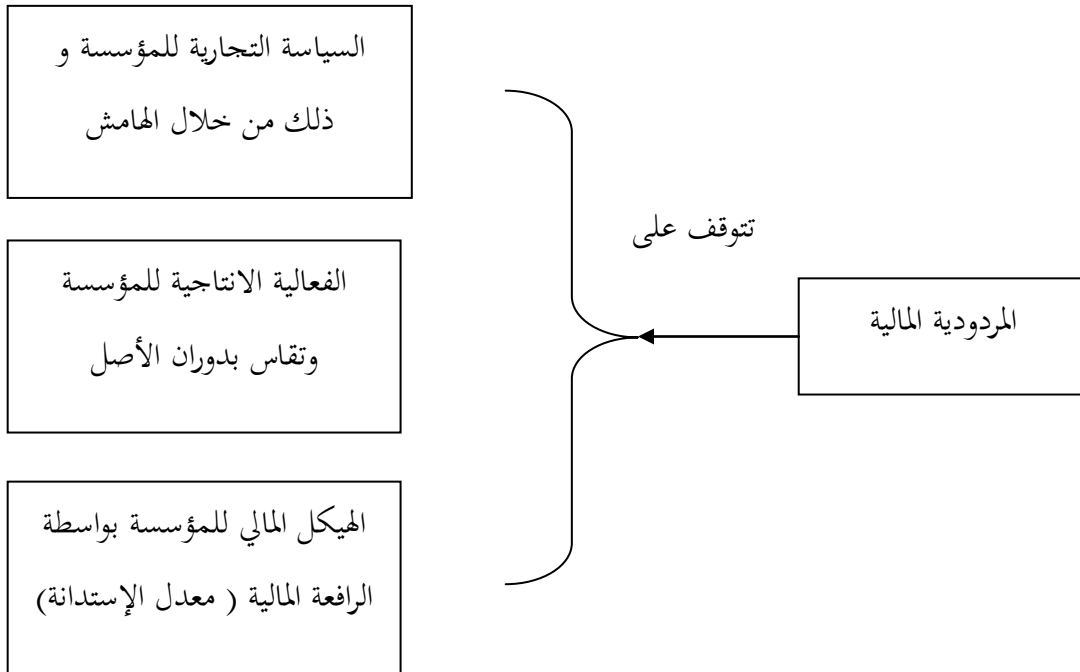 المردودية المالية
تتوقف على
السياسة التجارية للمؤسسة و
ذلك من خلال الهامش
الفعالية الانتاجية للمؤسسة
وتقاس بدوران الأصل
الهيكل المالي للمؤسسة بواسطة
الرافعة المالية ( معدل الإستدانة)